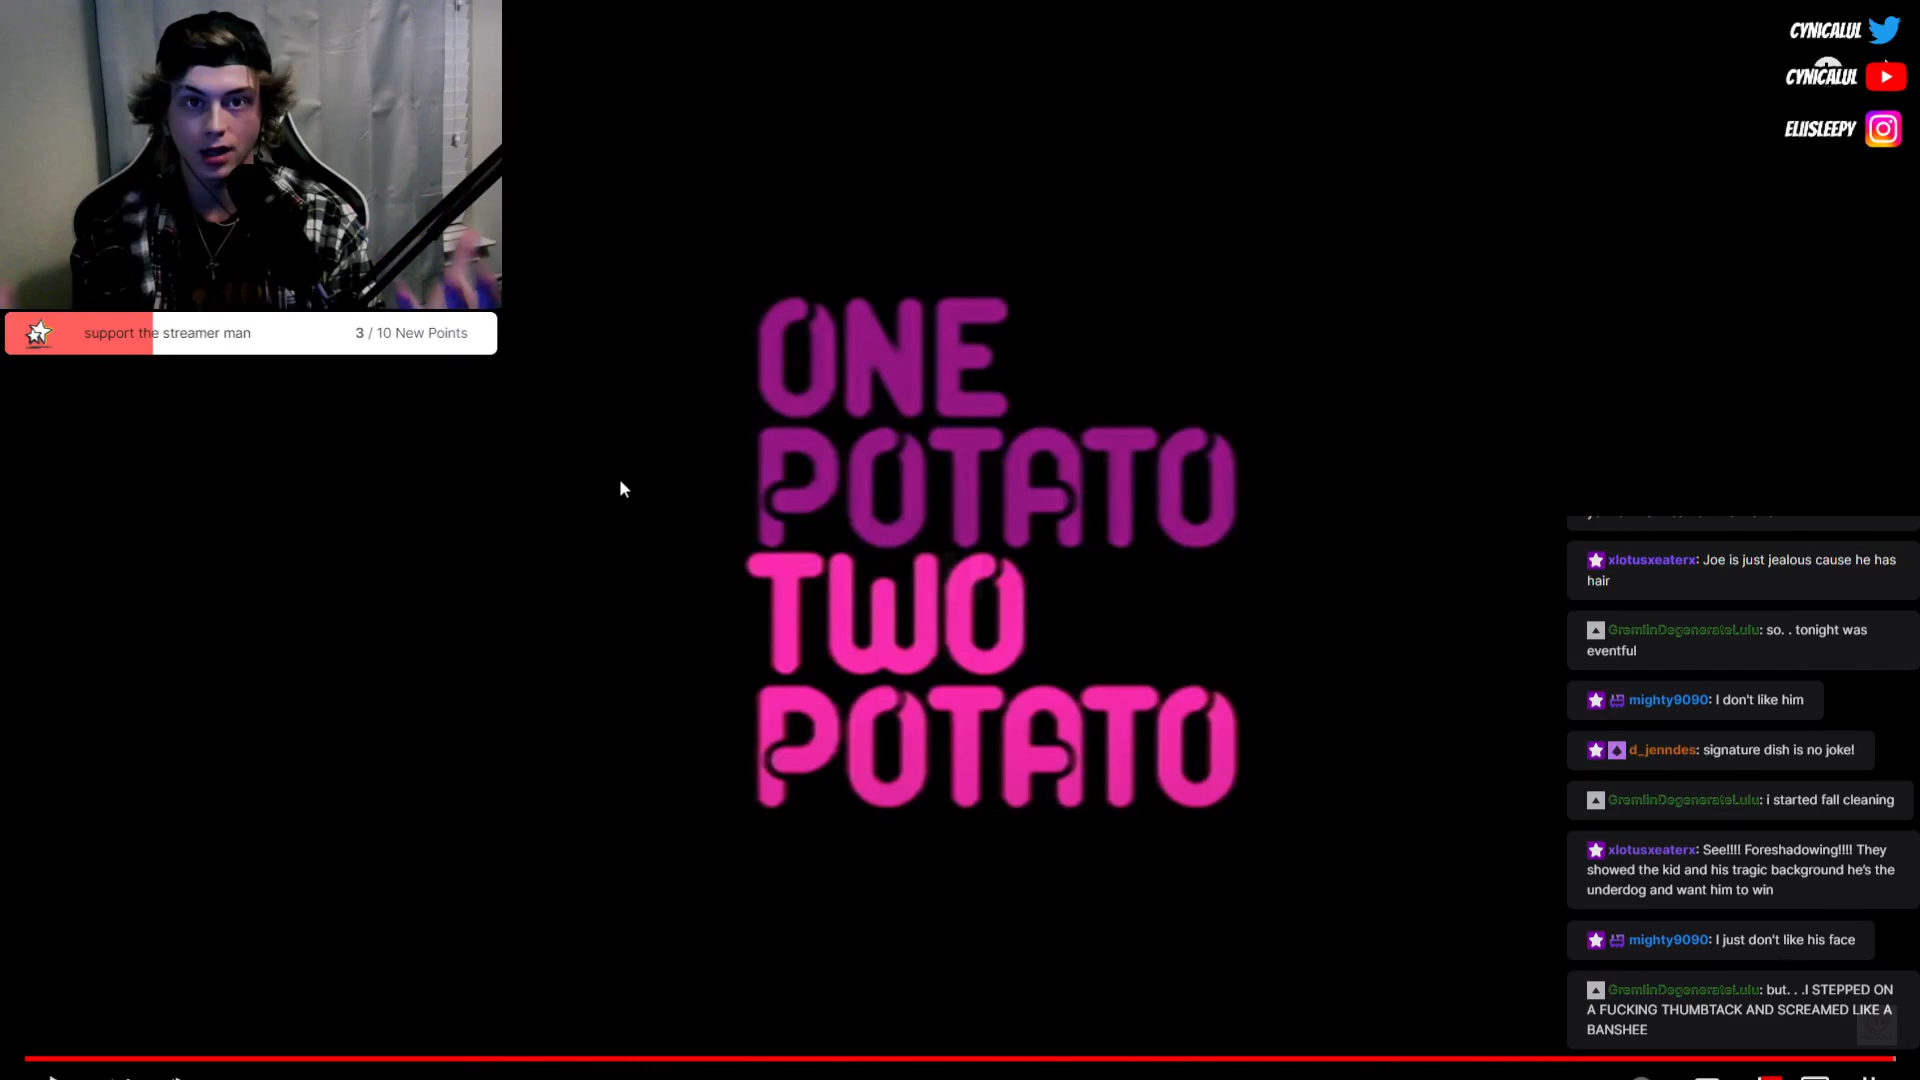 CYNICALUL
CYNICALUL
ELIISLEEPY
support the streamer man
3 / 10 New Points
ONE
POTATO
TWO
POTATO
xlotusxeaterx: Joe is just jealous cause he has
hair
GremlinDegenerateLulu: so. . tonight was
eventful
mighty9090: I don't like him
d_jenndes: signature dish is no joke!
GremlinDegenerateLulu: i started fall cleaning
xlotusxeaterx: See!!!! Foreshadowing!!!! They
showed the kid and his tragic background he's the
underdog and want him to win
mighty9090: I just don't like his face
GremlinDegenerateLulu: but. . .I STEPPED ON
A FUCKING THUMBTACK AND SCREAMED LIKE A
BANSHEE